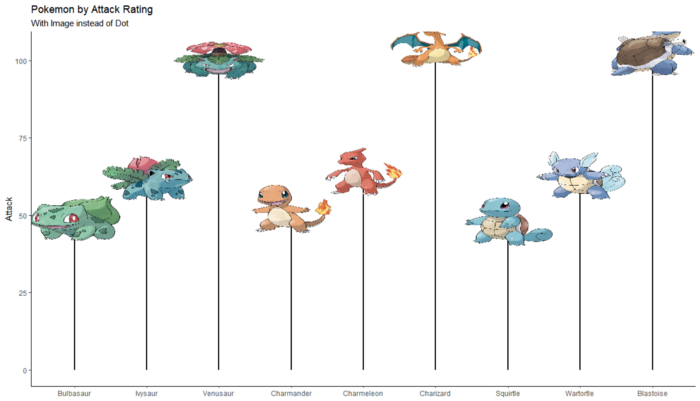 Pokemon by Attack Rating
With Image instead of Dot
100
75
50
25
0
Attack
Bulbasaur Ivysaur Venusaur Charmander Charmeleon Charizard Squirtle Wartortle Blastoise